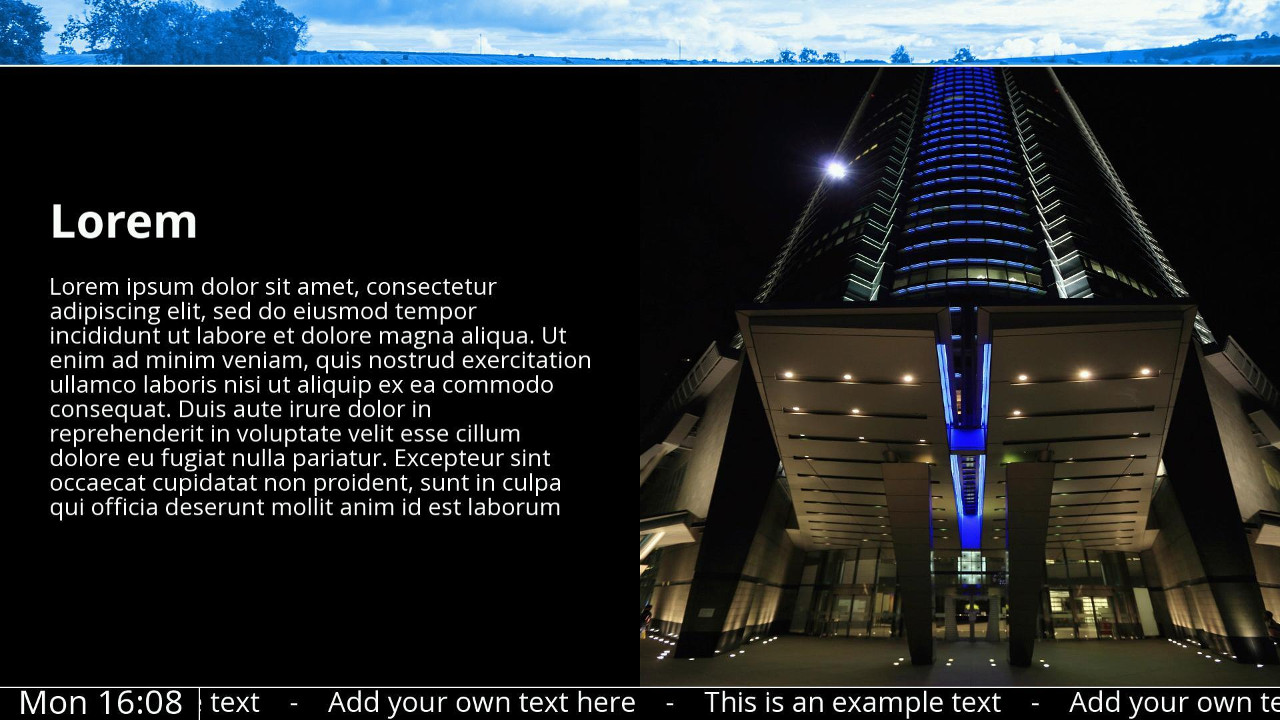 Lorem
Lorem ipsum dolor sit amet, consectetur
adipiscing elit, sed do eiusmod tempor
incididunt ut labore et dolore magna aliqua. Ut
enim ad minim veniam, quis nostrud exercitation
ullamco laboris nisi ut aliquip ex ea commodo
consequat. Duis aute irure dolor in
reprehenderit in voluptate velit esse cillum
dolore eu fugiat nulla pariatur. Excepteur sint
occaecat cupidatat non proident, sunt in culpa
qui officia deserunt mollit anim id est laborum
Mon 16:08 text - Add your own text here - This is an example text - Add your own te